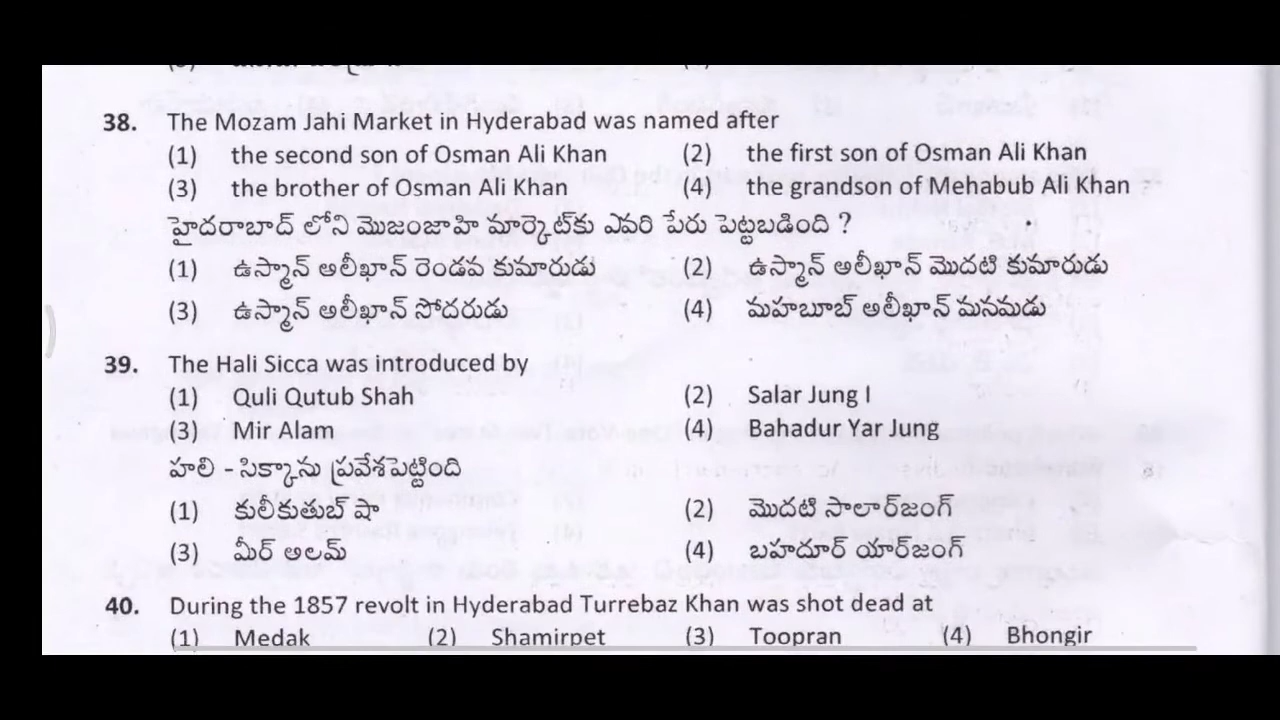 38. The Mozam Jahi Market in Hyderabad was named after
(1) the second son of Osman Ali Khan (2) the first son of Osman Ali Khan
(3) the brother of Osman Ali Khan (4) the grandson of Mehabub Ali Khan
హైదరాబాద్ లోని మొజంజాహి మార్కెట్‌కు ఎవరి పేరు పెట్టబడింది ?
(1) ఉస్మాన్ అలీఖాన్ రెండవ కుమారుడు (2) ఉస్మాన్ అలీఖాన్ మొదటి కుమారుడు
(3) ఉస్మాన్ అలీఖాన్ సోదరుడు (4) మహబూబ్ అలీఖాన్ మనమడు
39. The Hali Sicca was introduced by
(1) Quli Qutub Shah (2) Salar Jung I
(3) Mir Alam (4) Bahadur Yar Jung
హలి - సిక్కాను ప్రవేశపెట్టింది
(1) కులీకుతుబ్ షా (2) మొదటి సాలార్‌జంగ్
(3) మీర్ ఆలమ్ (4) బహదూర్ యార్‌జంగ్
40. During the 1857 revolt in Hyderabad Turrebaz Khan was shot dead at
(1) Medak (2) Shamirpet (3) Toopran (4) Bhongir